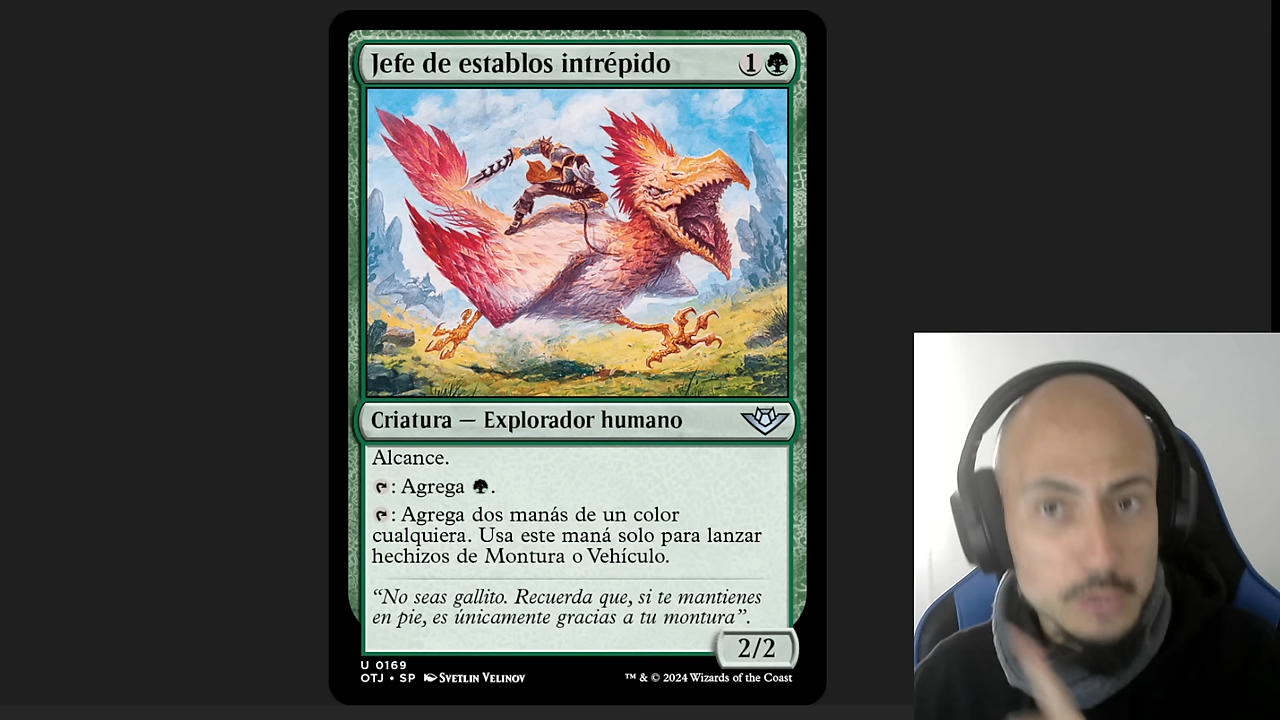 Jefe de establos intrépido 1
Criatura — Explorador humano
Alcance.
: Agrega .
: Agrega dos manás de un color
cualquiera. Usa este maná solo para lanzar
hechizos de Montura o Vehículo.
“No seas gallito. Recuerda que, si te mantienes
en pie, es únicamente gracias a tu montura”.
2/2
U 0169
OTJ • SP Svetlin Velinov
™ & © 2024 Wizards of the Coast